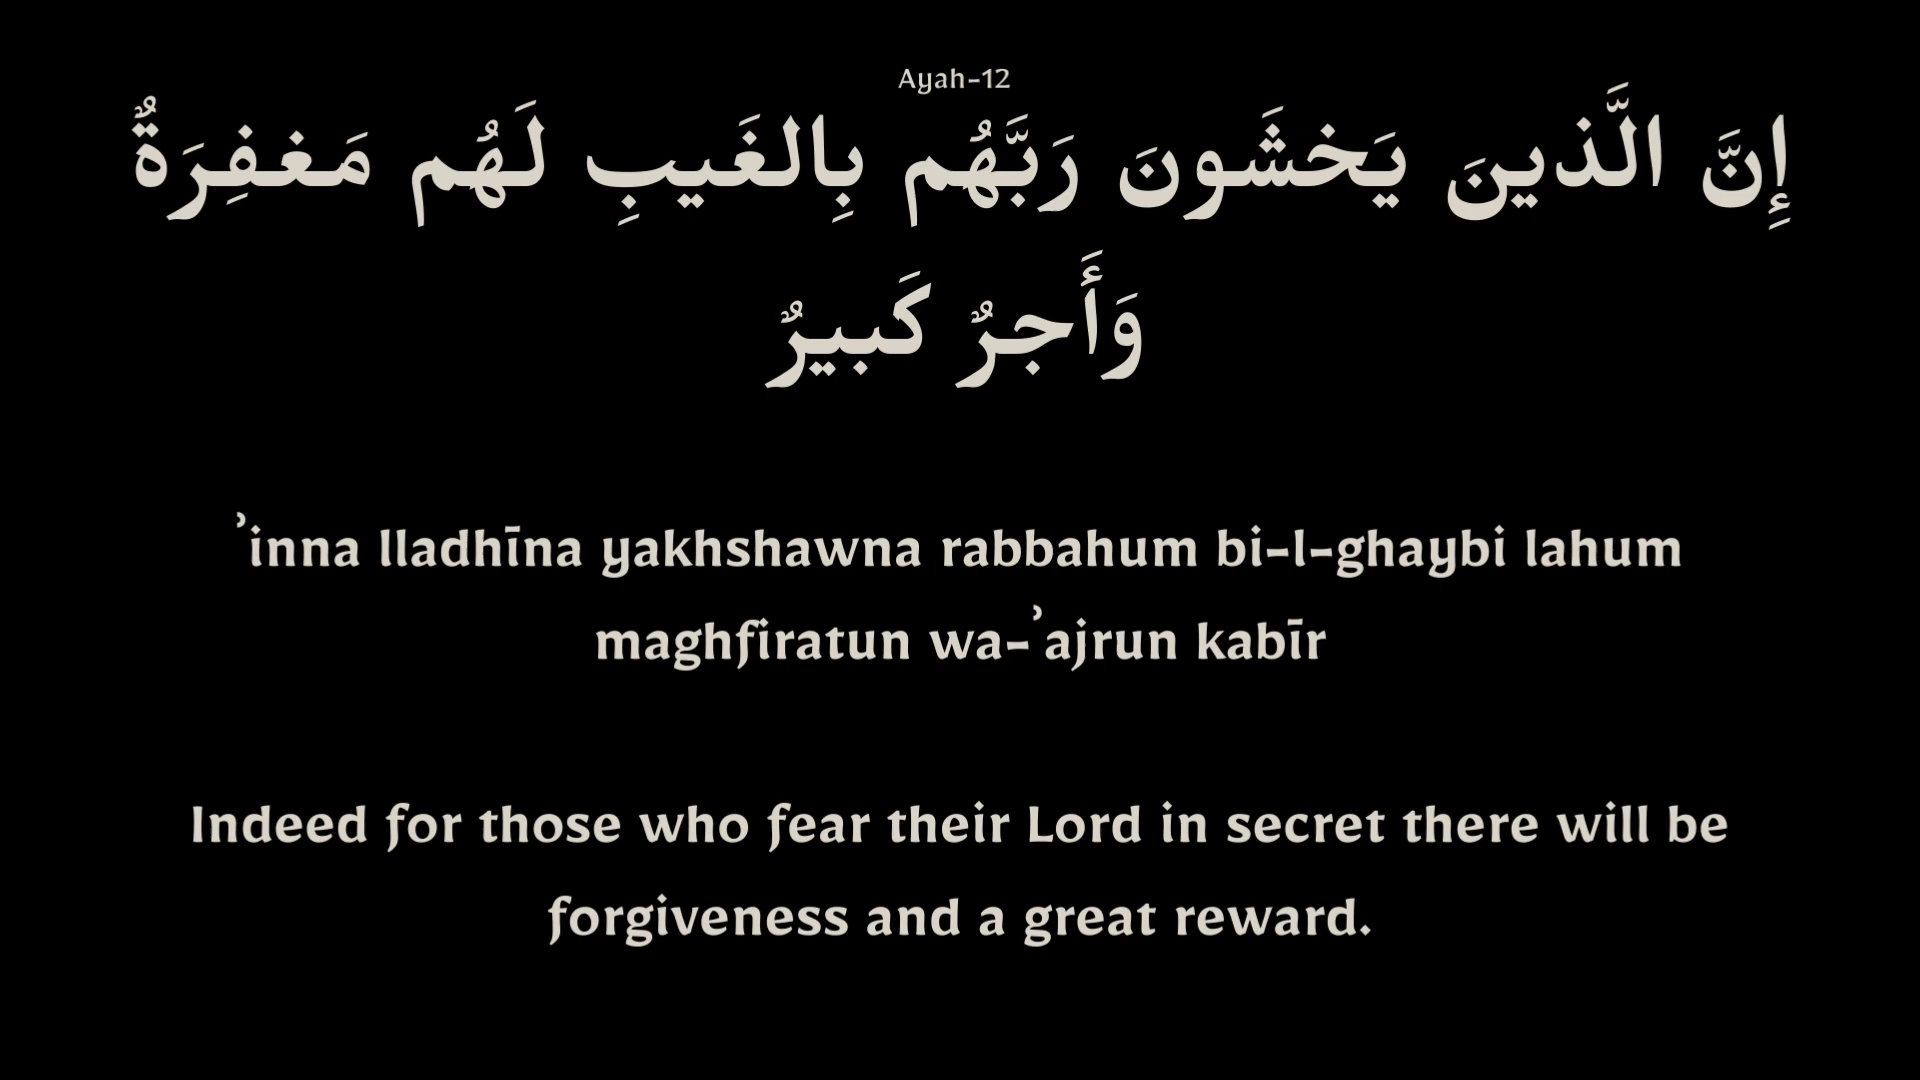 Ayah-12
إِنَّ الَّذينَ يَخشَونَ رَبَّهُم بِالغَيبِ لَهُم مَغفِرَةٌ
وَأَجرٌ كَبيرٌ
ʾinna lladhīna yakhshawna rabbahum bi-l-ghaybi lahum
maghfiratun wa-ʾajrun kabīr
Indeed for those who fear their Lord in secret there will be
forgiveness and a great reward.